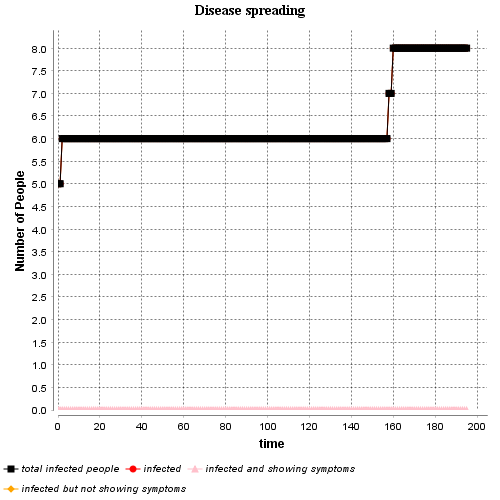 Disease spreading
Number of People
8.0
7.5
7.0
6.5
6.0
5.5
5.0
4.5
4.0
3.5
3.0
2.5
2.0
1.5
1.0
0.5
0.0
0 20 40 60 80 100 120 140 160 180 200
time
total infected people infected infected and showing symptoms
infected but not showing symptoms